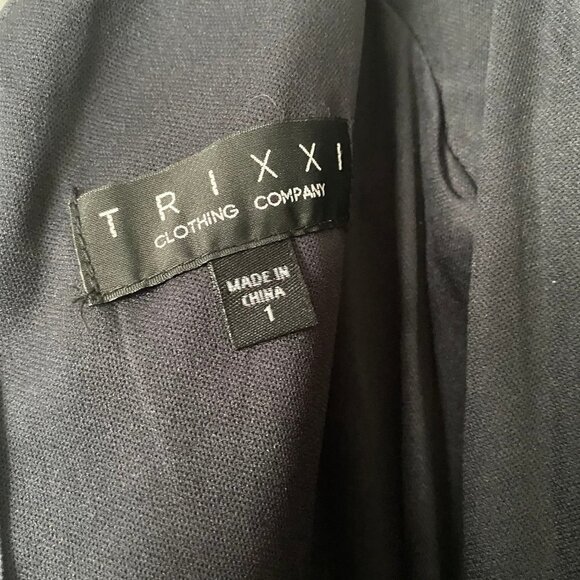 TRIXXI
CLOTHING COMPANY
MADE IN
CHINA
1